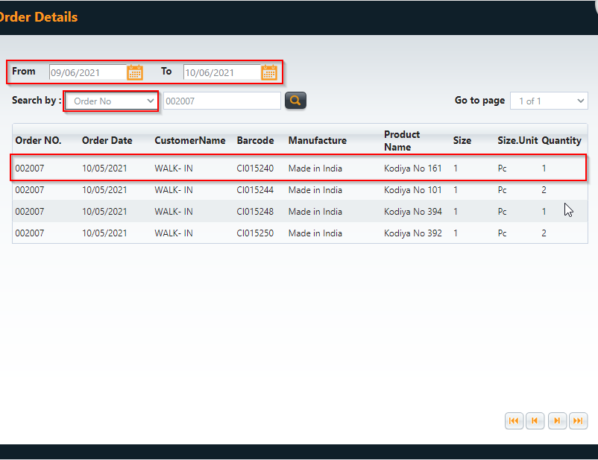 Order Details
From 09/06/2021 To 10/06/2021
Search by : Order No 002007 Go to page 1 of 1
Order NO. Order Date CustomerName Barcode Manufacture Product Name Size Size.Unit Quantity
002007 10/05/2021 WALK- IN CI015240 Made in India Kodiya No 161 1 Pc 1
002007 10/05/2021 WALK- IN CI015244 Made in India Kodiya No 101 1 Pc 2
002007 10/05/2021 WALK- IN CI015248 Made in India Kodiya No 394 1 Pc 1
002007 10/05/2021 WALK- IN CI015250 Made in India Kodiya No 392 1 Pc 2